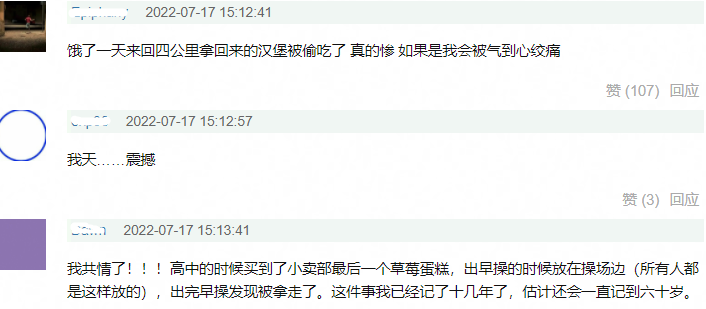 2022-07-17 15:12:41
饿了一天来回四公里拿回来的汉堡被偷吃了 真的惨 如果是我会被气到心绞痛
赞 (107) 回应
2022-07-17 15:12:57
我天……震撼
赞 (3) 回应
2022-07-17 15:13:41
我共情了！！！高中的时候买到了小卖部最后一个草莓蛋糕，出早操的时候放在操场边（所有人都
是这样放的），出完早操发现被拿走了。这件事我已经记了十几年了，估计还会一直记到六十岁。